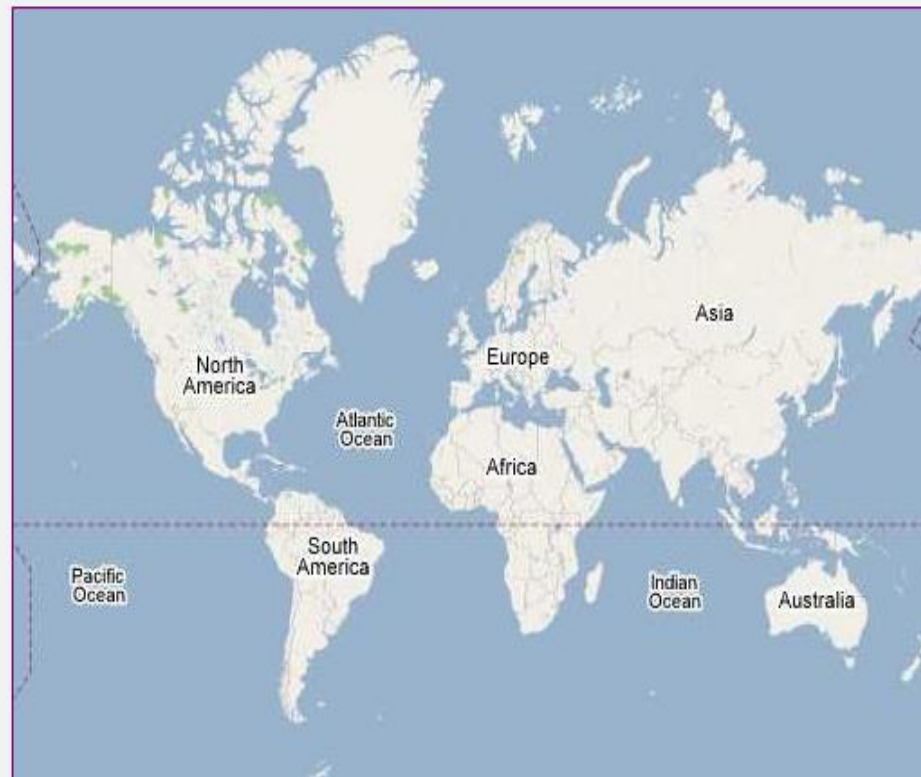 Asia
Europe
North
America
Atlantic
Ocean
Africa
South
America
Pacific
Ocean
Indian
Ocean
Australia